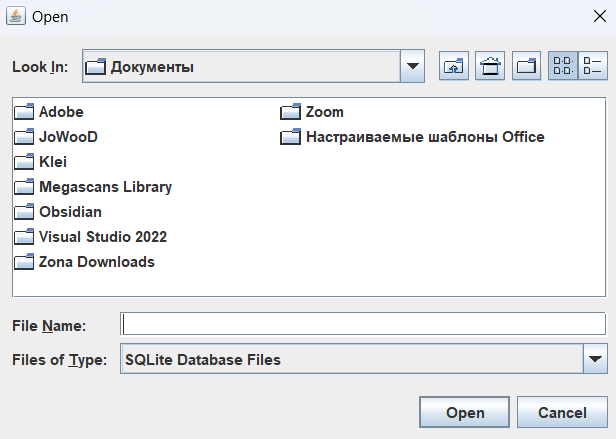 Open
Look In: Документы
Adobe
JoWooD
Klei
Megascans Library
Obsidian
Visual Studio 2022
Zona Downloads
Zoom
Настраиваемые шаблоны Office
File Name:
Files of Type: SQLite Database Files
Open Cancel